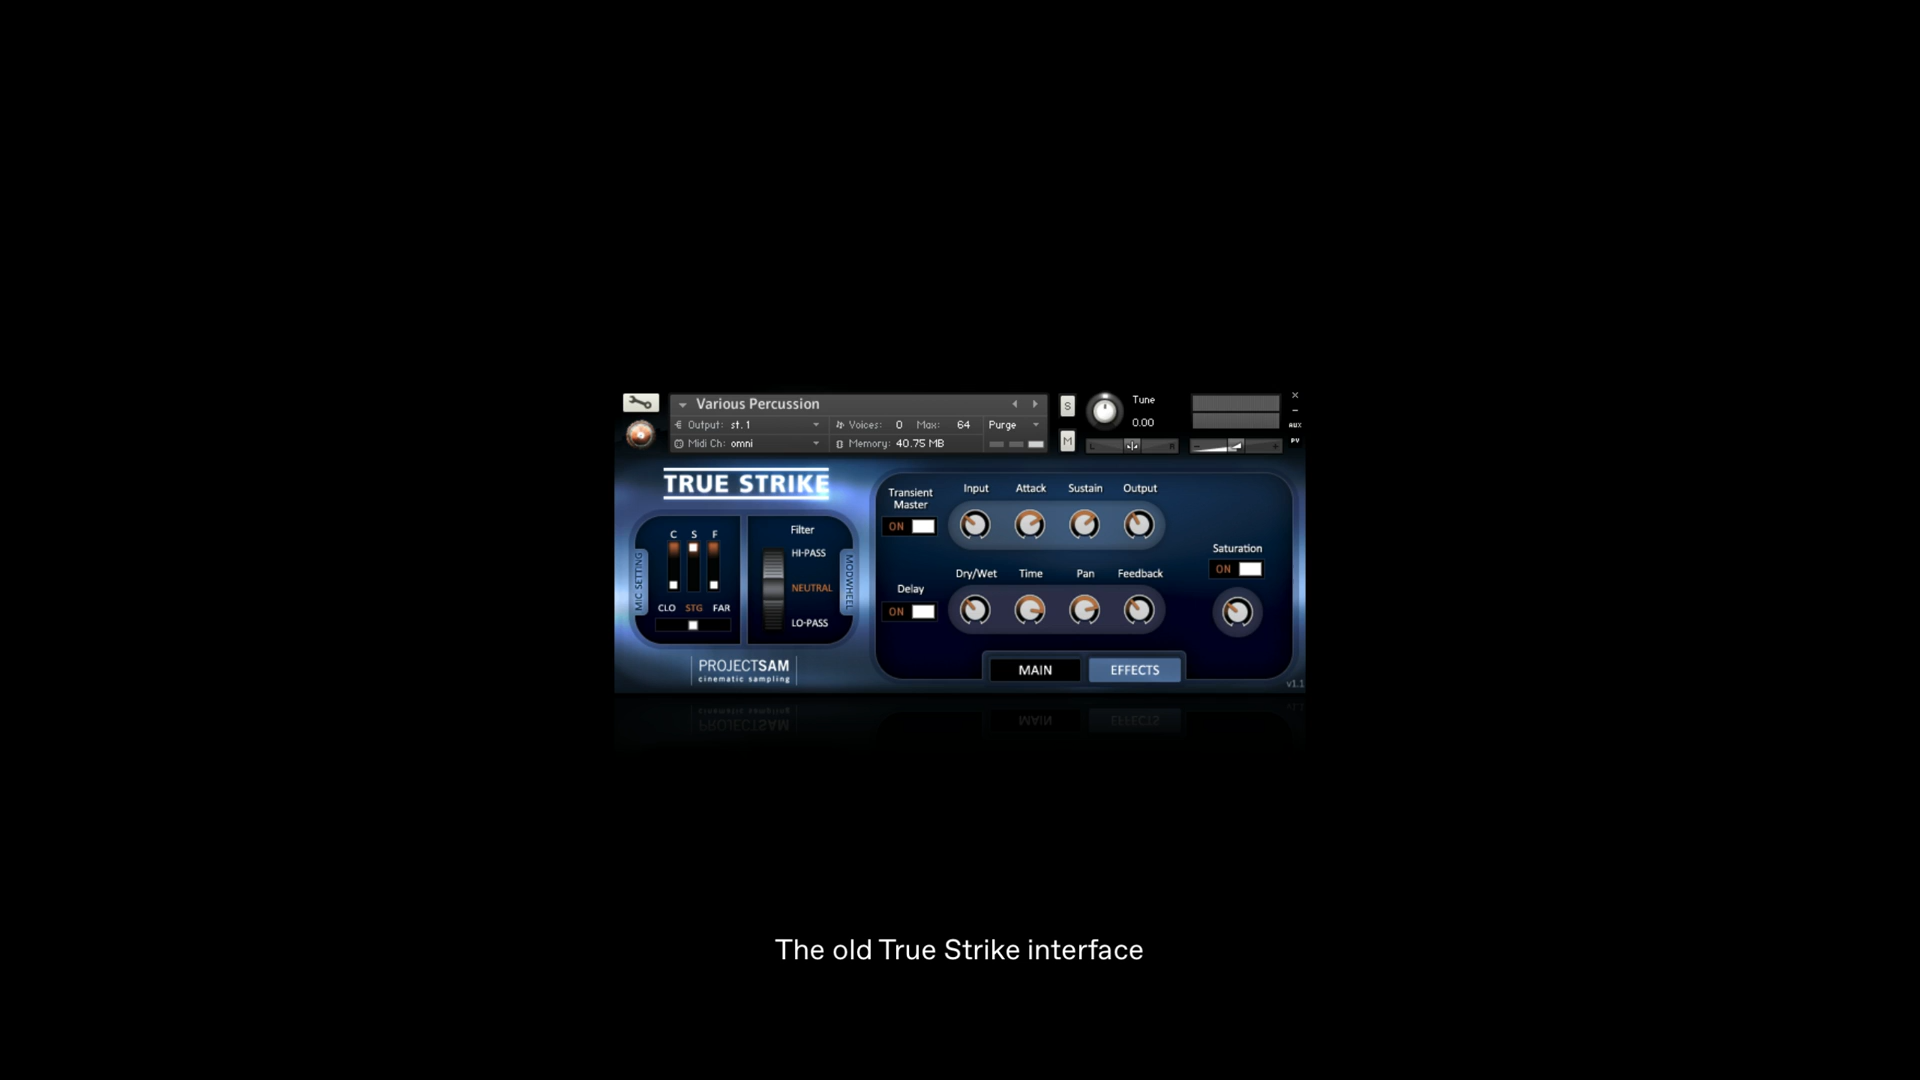 Various Percussion
Output: st.1
Voices: 0 Max: 64 Purge
Midi Ch: omni
Memory: 40.75 MB
S
M
Tune
0.00
L R
x
AUX
PV
TRUE STRIKE
C S F
CLO STG FAR
MIC SETTING
Filter
HI-PASS
NEUTRAL
LO-PASS
MODWHEEL
PROJECTSAM
cinematic sampling
Transient
Master
ON
Input Attack Sustain Output
Delay
ON
Dry/Wet Time Pan Feedback
Saturation
ON
MAIN EFFECTS
v1.1
The old True Strike interface